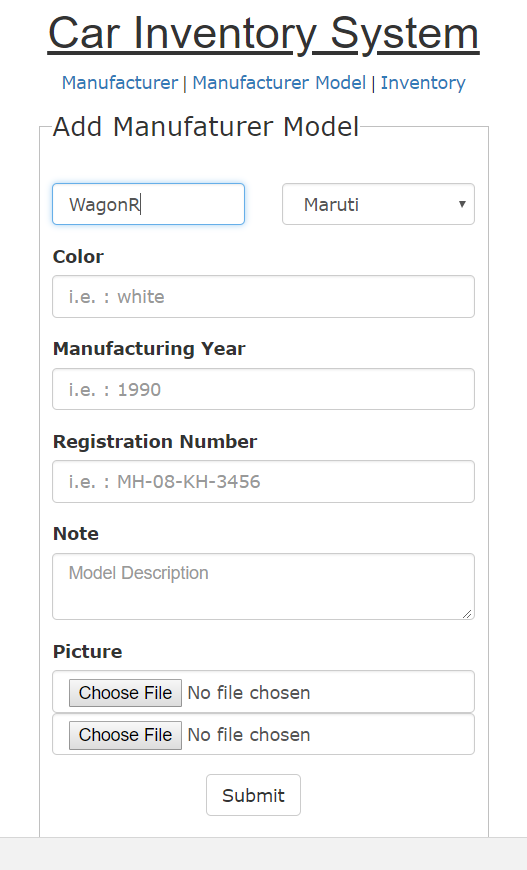 Car Inventory System
Manufacturer | Manufacturer Model | Inventory
Add Manufaturer Model
WagonR Maruti
Color
i.e. : white
Manufacturing Year
i.e. : 1990
Registration Number
i.e. : MH-08-KH-3456
Note
Model Description
Picture
Choose File No file chosen
Choose File No file chosen
Submit